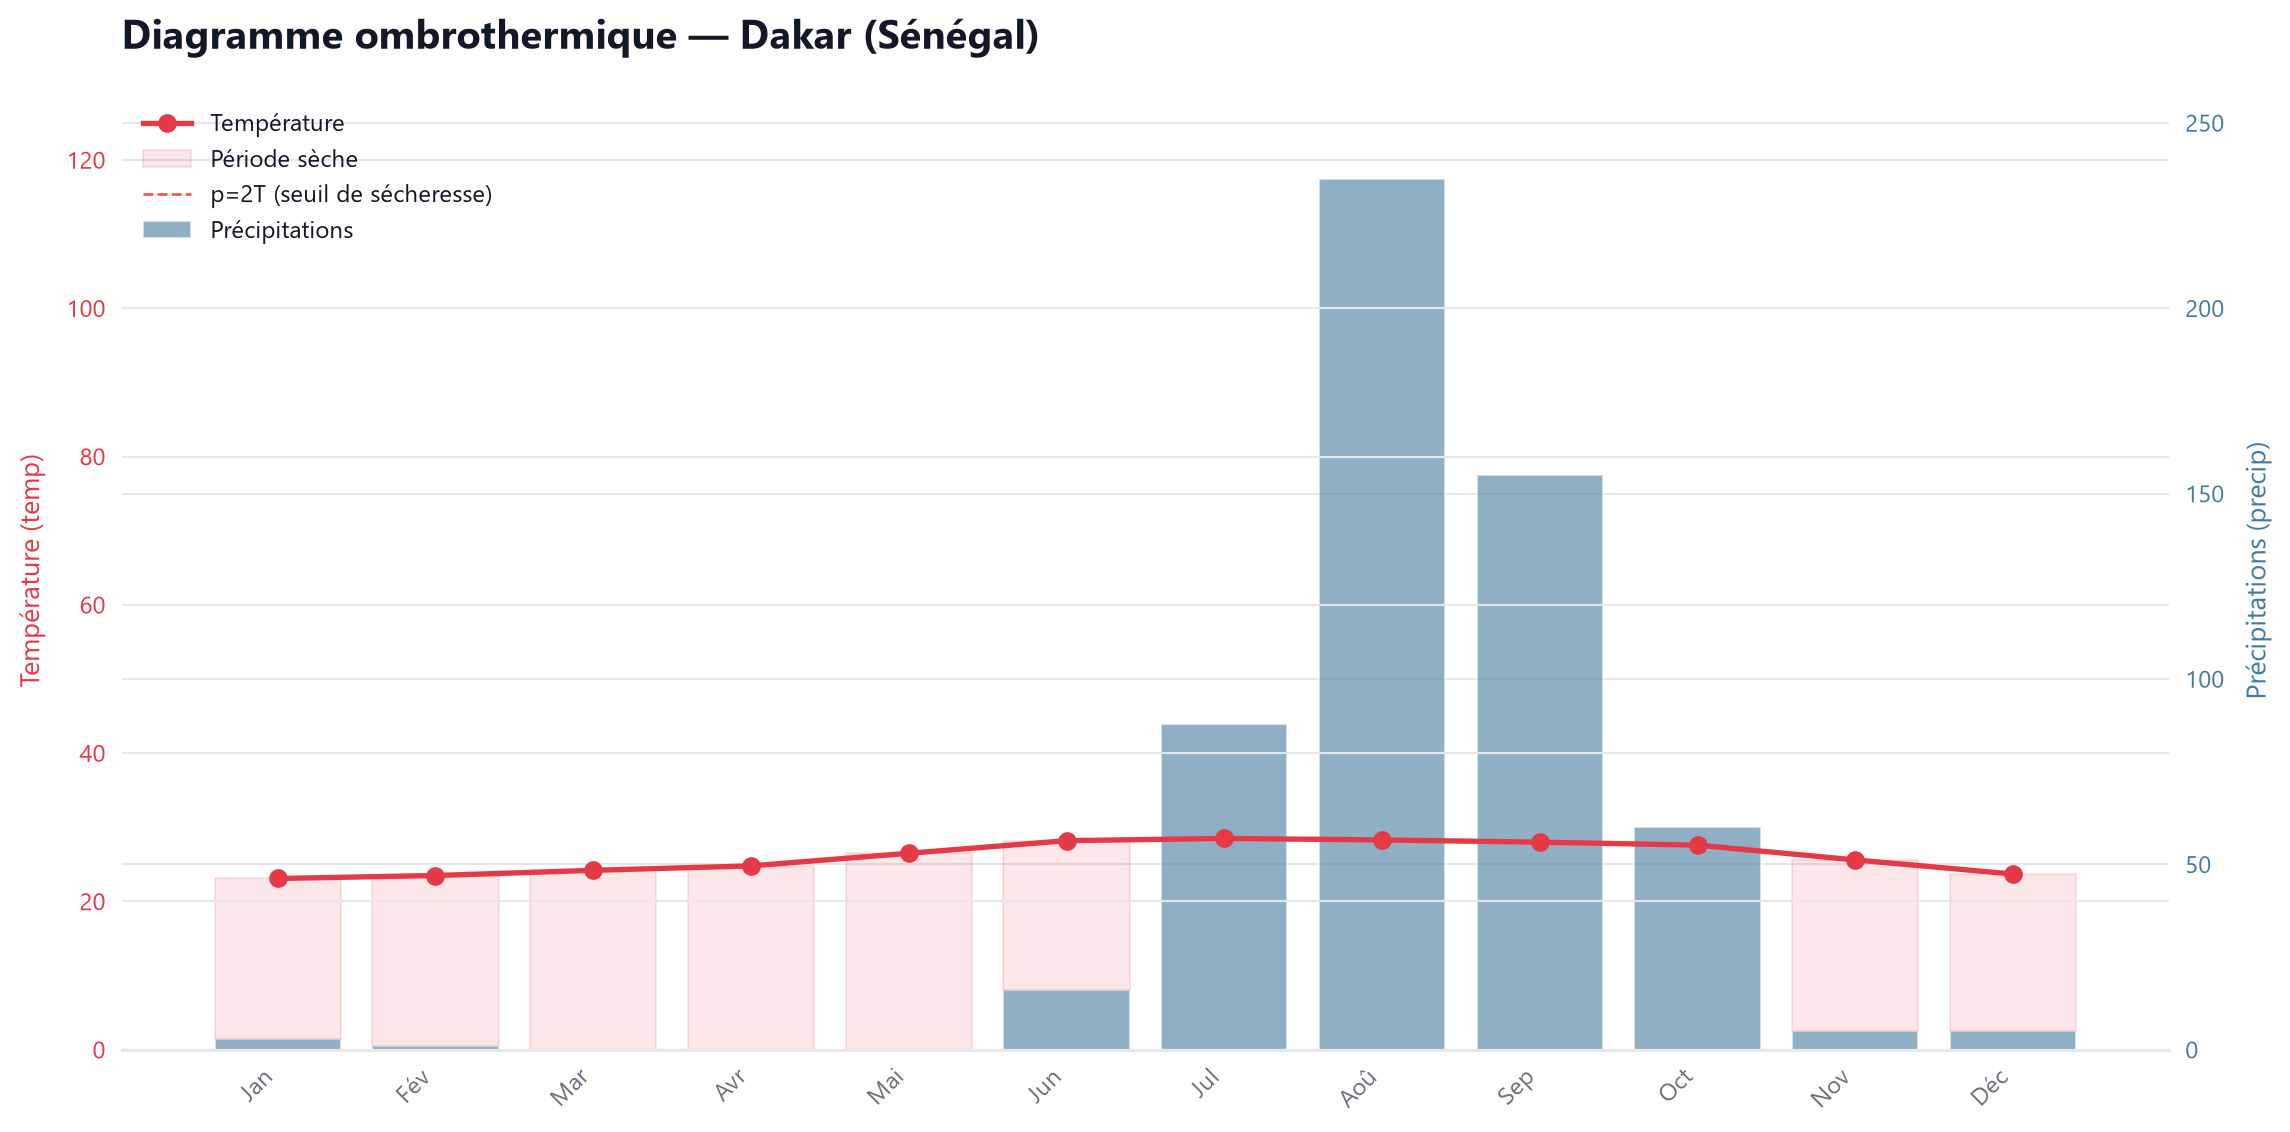 Diagramme ombrothermique — Dakar (Sénégal)
Température
Période sèche
p=2T (seuil de sécheresse)
Précipitations
Température (temp)
120
100
80
60
40
20
0
250
200
150
100
50
0
Précipitations (precip)
Jan
Fév
Mar
Avr
Mai
Jun
Jul
Aoû
Sep
Oct
Nov
Déc